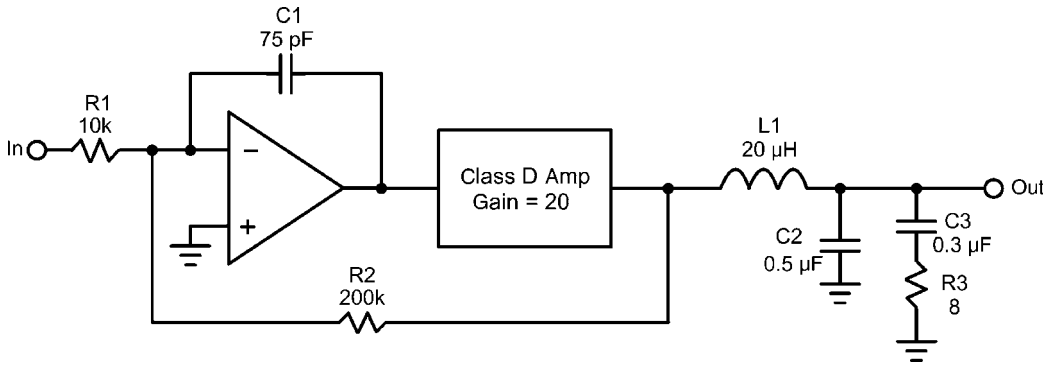 C1
75 pF
R1
10k
In
−
+
Class D Amp
Gain = 20
R2
200k
L1
20 µH
Out
C2
0.5 µF
C3
0.3 µF
R3
8